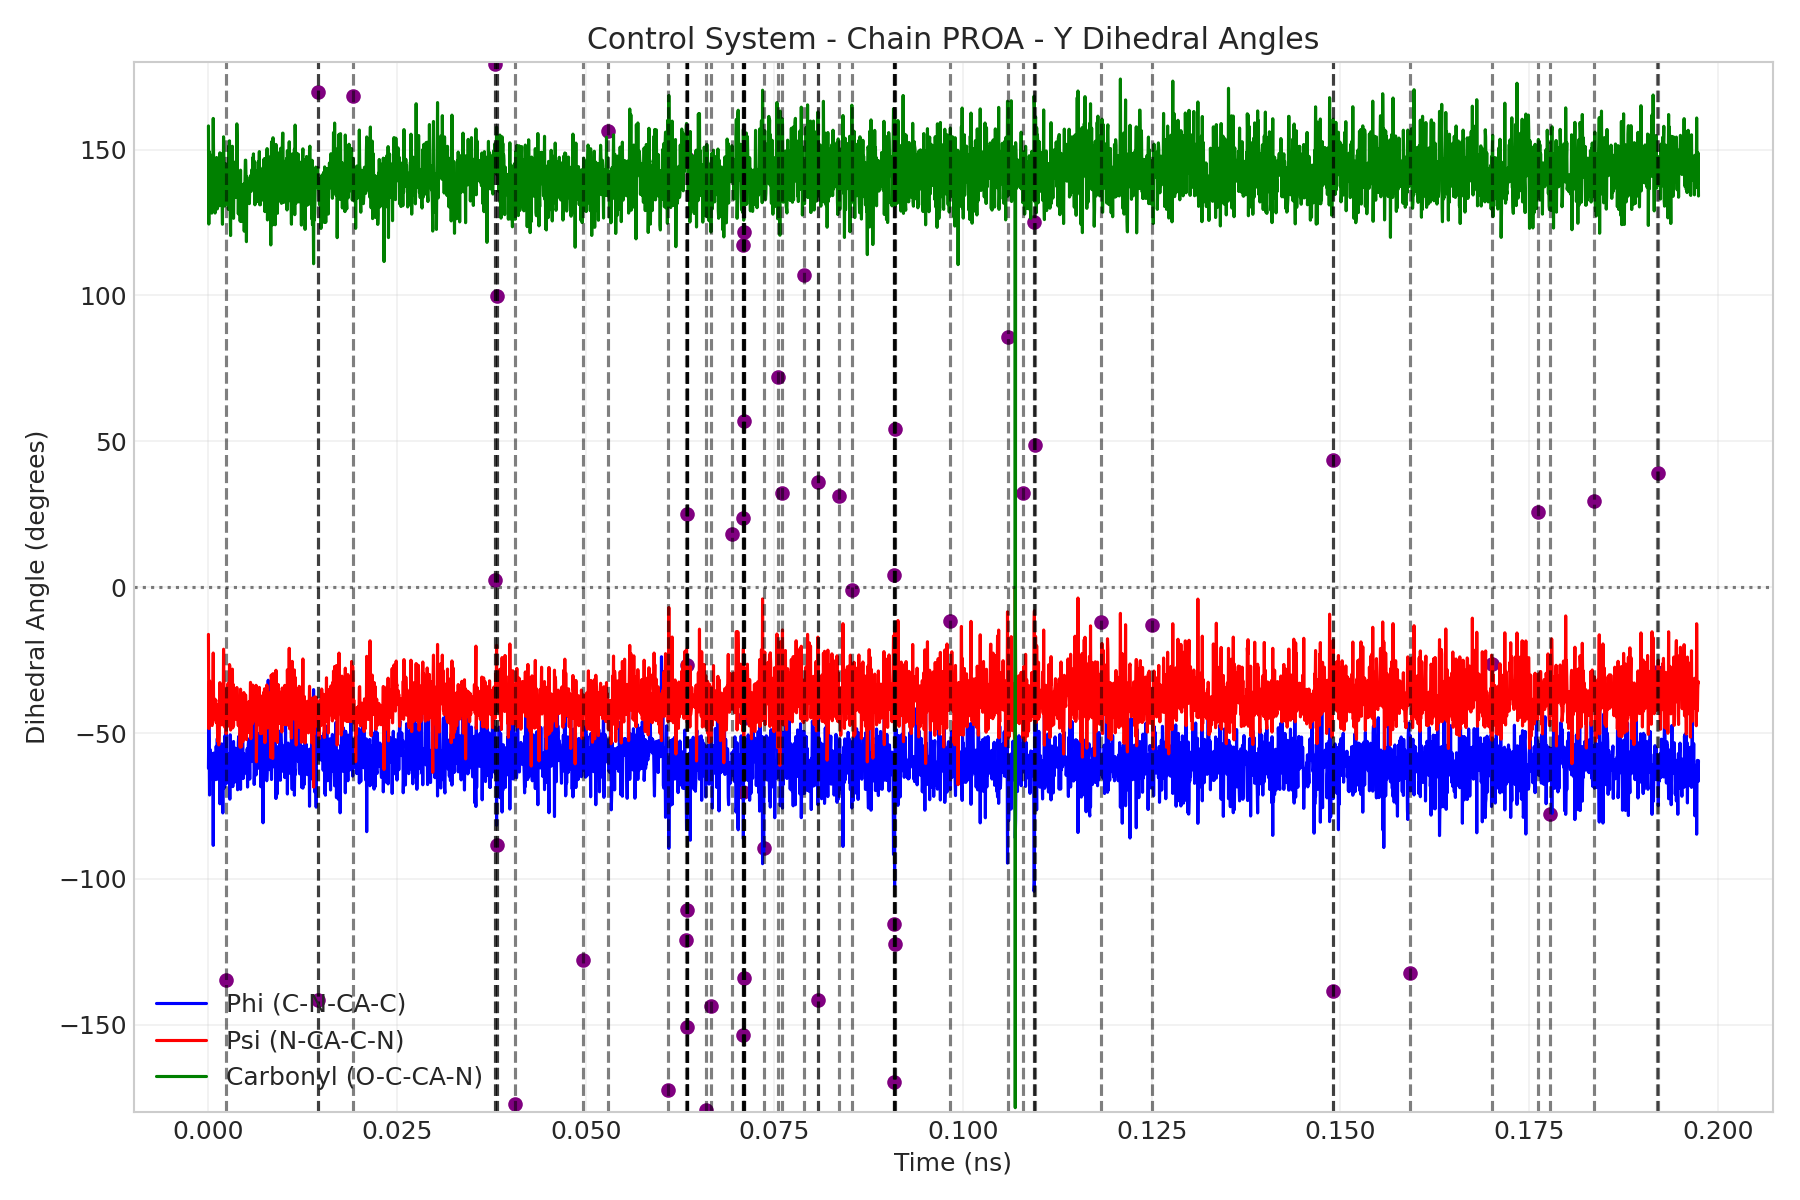 Control System - Chain PROA - Y Dihedral Angles
Dihedral Angle (degrees)
150
100
50
0
−50
−100
−150
Phi (C-N-CA-C)
Psi (N-CA-C-N)
Carbonyl (O-C-CA-N)
0.000 0.025 0.050 0.075 0.100 0.125 0.150 0.175 0.200
Time (ns)